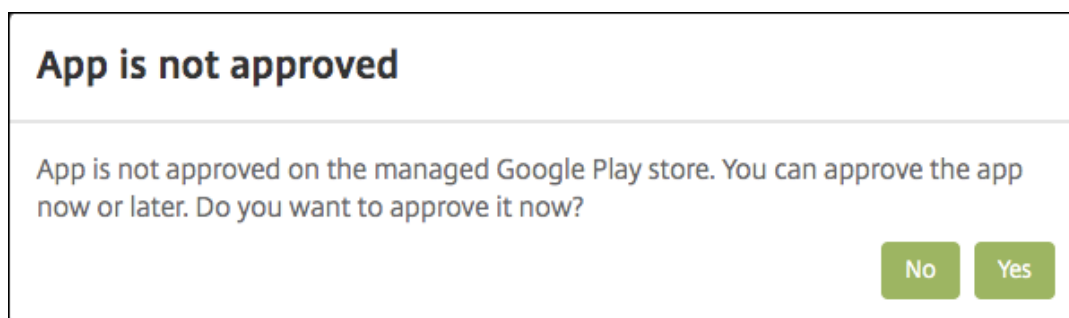 App is not approved
App is not approved on the managed Google Play store. You can approve the app
now or later. Do you want to approve it now?
No Yes